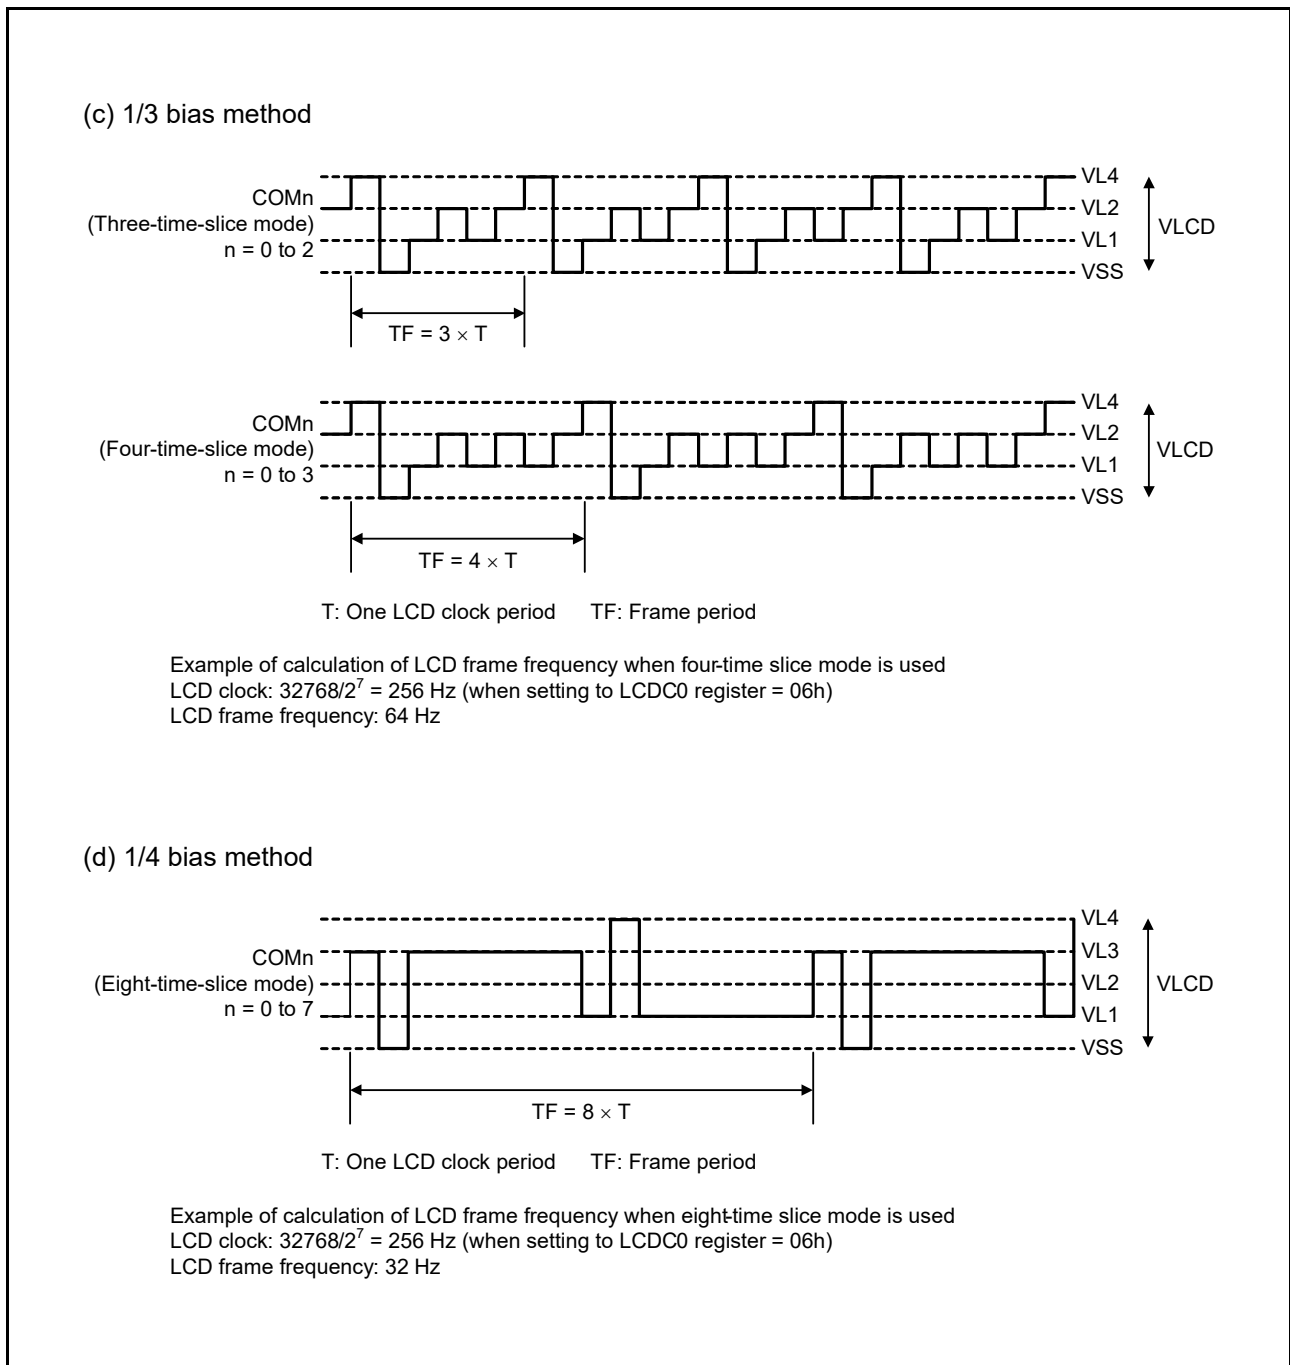 (c) 1/3 bias method
COMn
(Three-time-slice mode)
n = 0 to 2
VL4
VL2
VL1
VSS
VLCD
TF = 3 × T
COMn
(Four-time-slice mode)
n = 0 to 3
VL4
VL2
VL1
VSS
VLCD
TF = 4 × T
T: One LCD clock period TF: Frame period
Example of calculation of LCD frame frequency when four-time slice mode is used
LCD clock: 32768/2⁷ = 256 Hz (when setting to LCDC0 register = 06h)
LCD frame frequency: 64 Hz
(d) 1/4 bias method
COMn
(Eight-time-slice mode)
n = 0 to 7
VL4
VL3
VL2
VL1
VSS
VLCD
TF = 8 × T
T: One LCD clock period TF: Frame period
Example of calculation of LCD frame frequency when eight-time slice mode is used
LCD clock: 32768/2⁷ = 256 Hz (when setting to LCDC0 register = 06h)
LCD frame frequency: 32 Hz